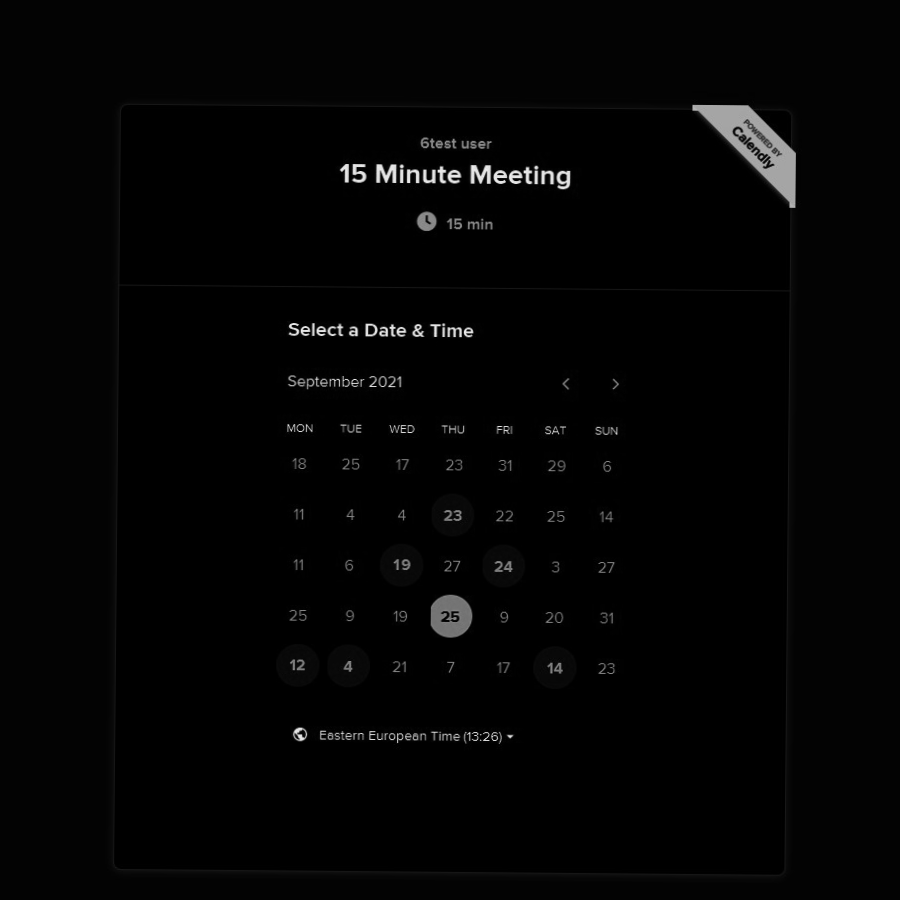 POWERED BY
Calendly
6test user
15 Minute Meeting
15 min
Select a Date & Time
September 2021
MON TUE WED THU FRI SAT SUN
18 25 17 23 31 29 6
11 4 4 23 22 25 14
11 6 19 27 24 3 27
25 9 19 25 9 20 31
12 4 21 7 17 14 23
Eastern European Time (13:26)